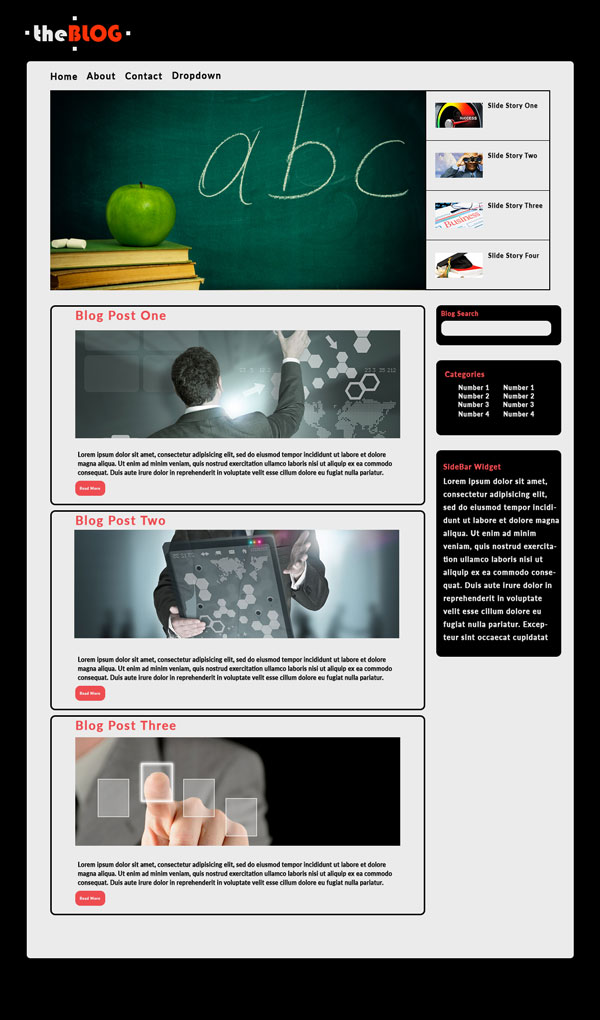 theBLOG
Home About Contact Dropdown
abc
Slide Story One
SUCCESS
Slide Story Two
Slide Story Three
Business
Slide Story Four
Blog Post One
Lorem ipsum dolor sit amet, consectetur adipisicing elit, sed do eiusmod tempor incididunt ut labore et dolore
magna aliqua. Ut enim ad minim veniam, quis nostrud exercitation ullamco laboris nisi ut aliquip ex ea commodo
consequat. Duis aute irure dolor in reprehenderit in voluptate velit esse cillum dolore eu fugiat nulla pariatur.
Read More
Blog Post Two
Lorem ipsum dolor sit amet, consectetur adipisicing elit, sed do eiusmod tempor incididunt ut labore et dolore
magna aliqua. Ut enim ad minim veniam, quis nostrud exercitation ullamco laboris nisi ut aliquip ex ea commodo
consequat. Duis aute irure dolor in reprehenderit in voluptate velit esse cillum dolore eu fugiat nulla pariatur.
Read More
Blog Post Three
Lorem ipsum dolor sit amet, consectetur adipisicing elit, sed do eiusmod tempor incididunt ut labore et dolore
magna aliqua. Ut enim ad minim veniam, quis nostrud exercitation ullamco laboris nisi ut aliquip ex ea commodo
consequat. Duis aute irure dolor in reprehenderit in voluptate velit esse cillum dolore eu fugiat nulla pariatur.
Read More
Blog Search
Categories
Number 1 Number 1
Number 2 Number 2
Number 3 Number 3
Number 4 Number 4
SideBar Widget
Lorem ipsum dolor sit amet,
consectetur adipisicing elit,
sed do eiusmod tempor incidi-
dunt ut labore et dolore magna
aliqua. Ut enim ad minim
veniam, quis nostrud exercita-
tion ullamco laboris nisi ut
aliquip ex ea commodo conse-
quat. Duis aute irure dolor in
reprehenderit in voluptate
velit esse cillum dolore eu
fugiat nulla pariatur. Excep-
teur sint occaecat cupidatat